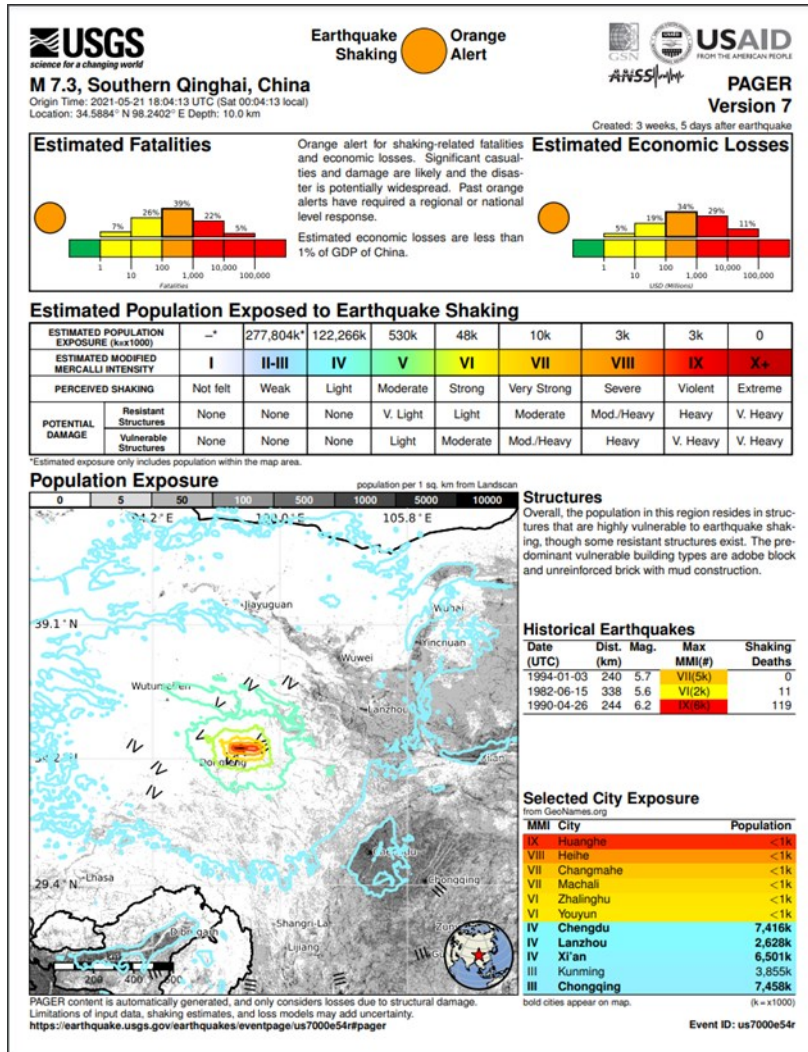 USGS
science for a changing world
Earthquake Shaking
Orange Alert
GSN
USAID
FROM THE AMERICAN PEOPLE
ANSS
M 7.3, Southern Qinghai, China
Origin Time: 2021-05-21 18:04:13 UTC (Sat 00:04:13 local)
Location: 34.5884° N 98.2402° E Depth: 10.0 km
PAGER
Version 7
Created: 3 weeks, 5 days after earthquake
Estimated Fatalities
7% 26% 39% 22% 5%
1 10 100 1,000 10,000 100,000
Fatalities
Orange alert for shaking-related fatalities
and economic losses. Significant casual-
ties and damage are likely and the disas-
ter is potentially widespread. Past orange
alerts have required a regional or national
level response.
Estimated economic losses are less than
1% of GDP of China.
Estimated Economic Losses
5% 19% 34% 29% 11%
1 10 100 1,000 10,000 100,000
USD (Millions)
Estimated Population Exposed to Earthquake Shaking
ESTIMATED POPULATION EXPOSURE (k=x1000) –* 277,804k* 122,266k 530k 48k 10k 3k 3k 0
ESTIMATED MODIFIED MERCALLI INTENSITY I II-III IV V VI VII VIII IX X+
PERCEIVED SHAKING Not felt Weak Light Moderate Strong Very Strong Severe Violent Extreme
POTENTIAL DAMAGE
Resistant Structures None None None V. Light Light Moderate Mod./Heavy Heavy V. Heavy
Vulnerable Structures None None None Light Moderate Mod./Heavy Heavy V. Heavy V. Heavy
*Estimated exposure only includes population within the map area.
Population Exposure
population per 1 sq. km from Landscan
0 5 50 100 500 1000 5000 10000
105.8°E
Jiayuguan
39.1°N
Wuhai
Yinchuan
Wuwei
Lanzhou
IV IV
V
V
IV
IV
IV
Lhasa
29.4°N
Chongqing
III
Shangri-La
Lijiang
III
III
200 400
Structures
Overall, the population in this region resides in struc-
tures that are highly vulnerable to earthquake shak-
ing, though some resistant structures exist. The pre-
dominant vulnerable building types are adobe block
and unreinforced brick with mud construction.
Historical Earthquakes
Date (UTC) Dist. (km) Mag. Max MMI(#) Shaking Deaths
1994-01-03 240 5.7 VII(5k) 0
1982-06-15 338 5.6 VI(2k) 11
1990-04-26 244 6.2 IX(6k) 119
Selected City Exposure
from GeoNames.org
MMI City Population
IX Huanghe <1k
VIII Heihe <1k
VII Changmahe <1k
VII Machali <1k
VI Zhalinghu <1k
VI Youyun <1k
IV Chengdu 7,416k
IV Lanzhou 2,628k
IV Xi'an 6,501k
III Kunming 3,855k
III Chongqing 7,458k
bold cities appear on map. (k = x1000)
PAGER content is automatically generated, and only considers losses due to structural damage.
Limitations of input data, shaking estimates, and loss models may add uncertainty.
https://earthquake.usgs.gov/earthquakes/eventpage/us7000e54r#pager
Event ID: us7000e54r